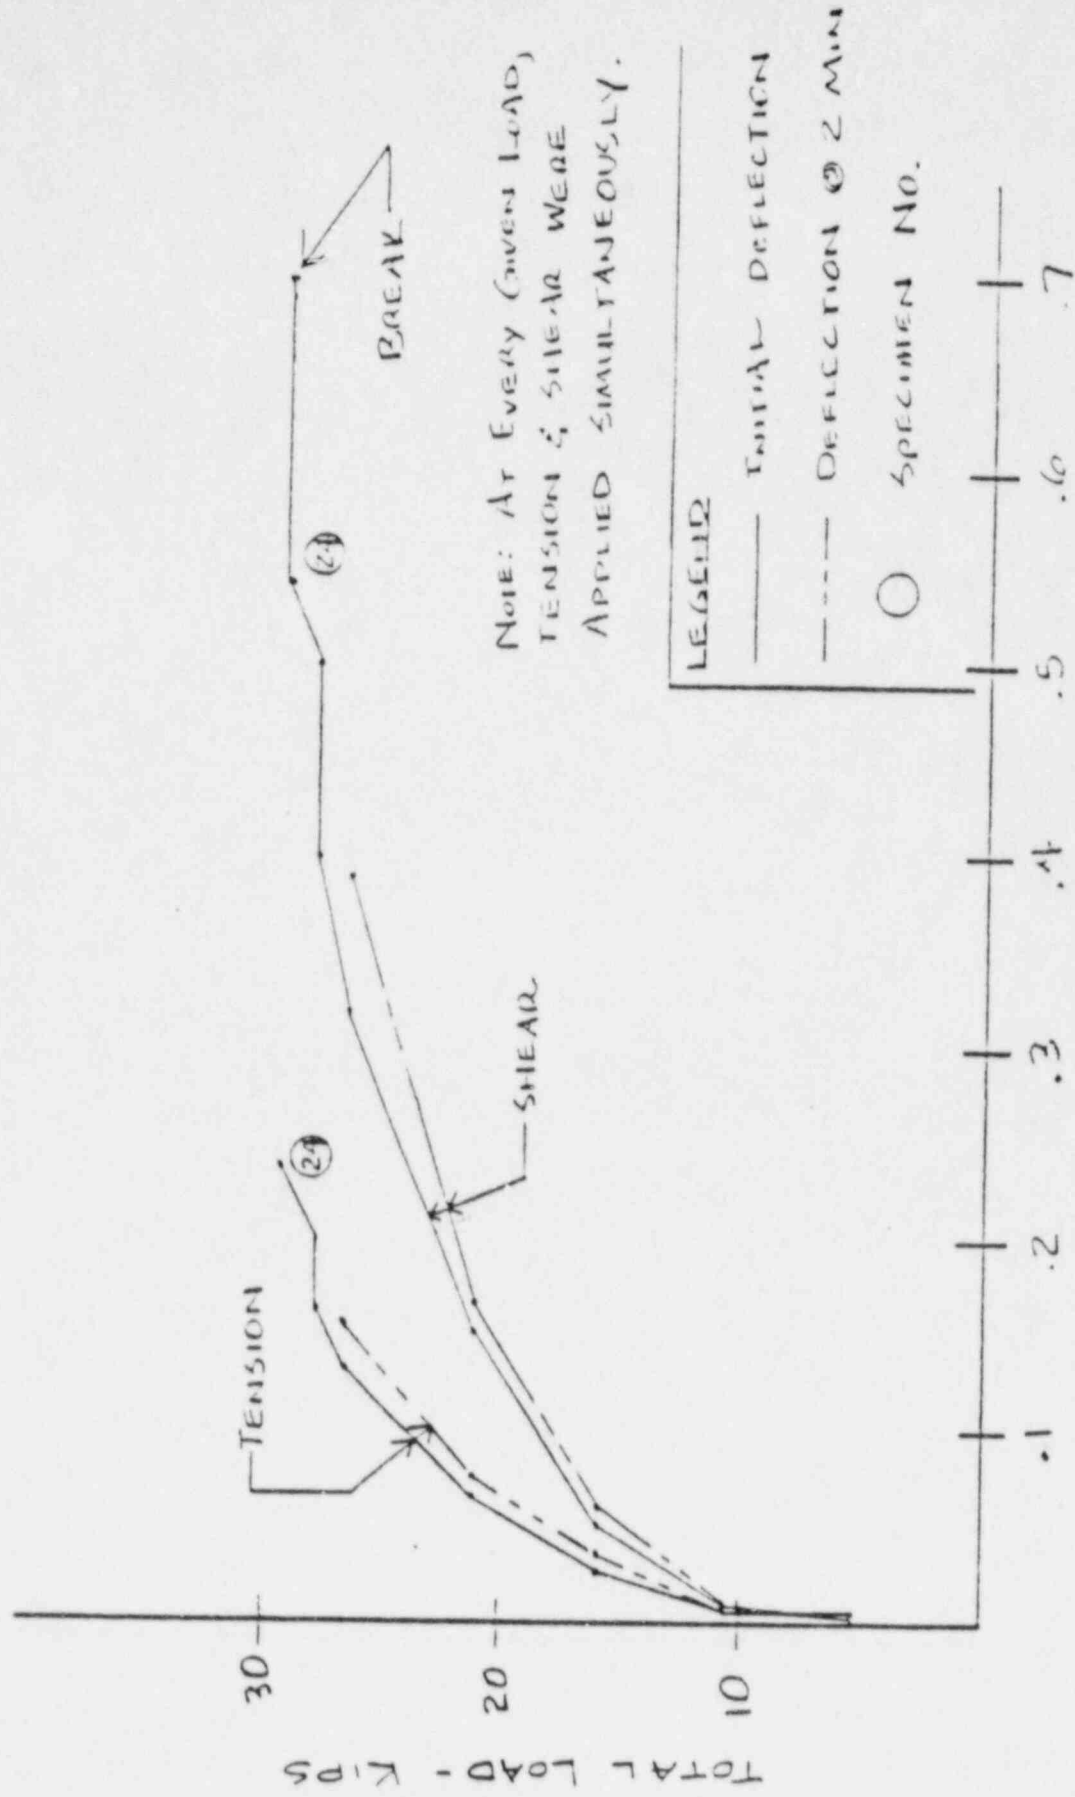 TENSION
(24)
SHEAR
(24)
BREAK
NOTE: AT EVERY GIVEN LOAD,
TENSION & SHEAR WERE
APPLIED SIMULTANEOUSLY.
LEGEND
INITIAL DEFLECTION
DEFLECTION @ 2 MIN
SPECIMEN NO.
TOTAL LOAD - KIPS
30
20
10
.1
.2
.3
.4
.5
.6
.7